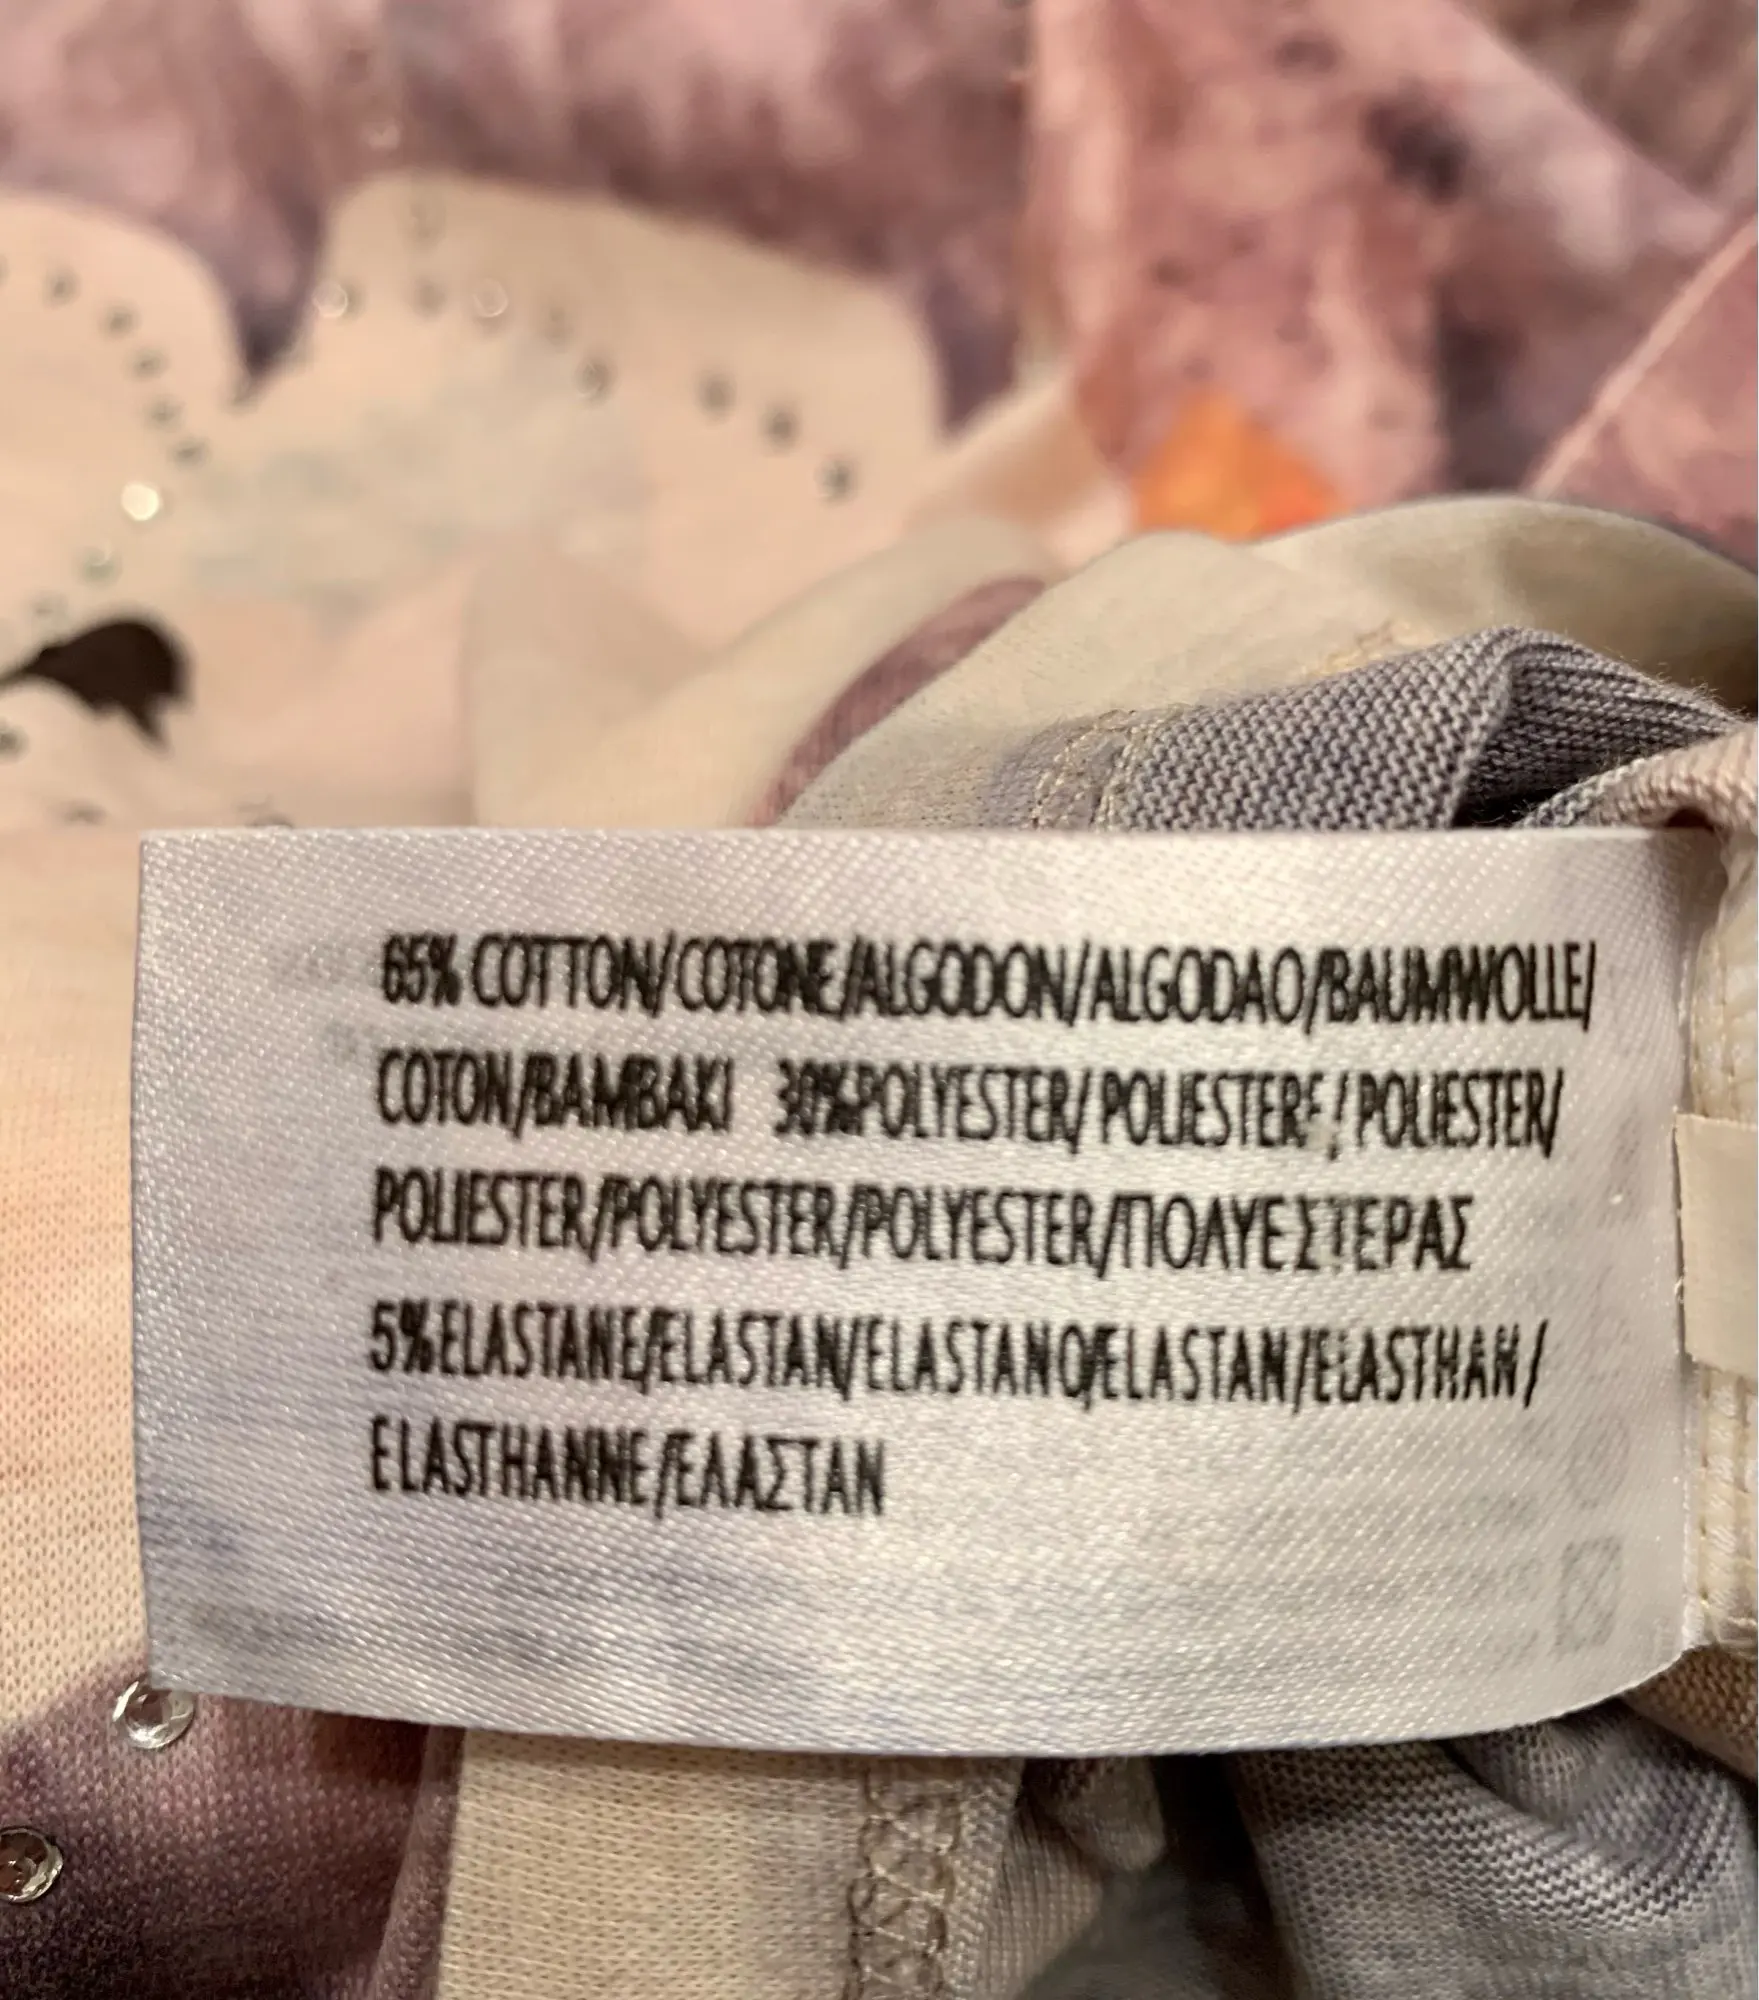 65% COTTON/COTONE/ALGODON/ALGODAO/BAUMWOLLE/
COTON/BAMBAKI 30%POLYESTER/POLIESTERE/POLIESTER/
POLIESTER/POLYESTER/POLYESTER/ΠΟΛΥΕΣΤΕΡΑΣ
5%ELASTANE/ELASTAN/ELASTANO/ELASTAN/ELASTHAN/
ELASTHANNE/ΕΛΑΣΤΑΝ